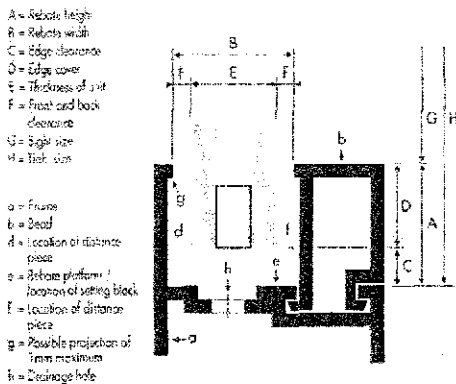 A = Rebate height
B = Rebate width
C = Edge clearance
D = Edge cover
E = Thickness of unit
F = Front and back
clearance
G = Sight size
H = Tight size
a = Frame
b = Bead
d = Location of distance
piece
e = Rebate platform /
location of setting block
f = Location of distance
piece
g = Possible projection of
1mm maximum
h = Drainage hole
B
F
E
F
G
H
b
g
D
A
d
f
h
e
C
a